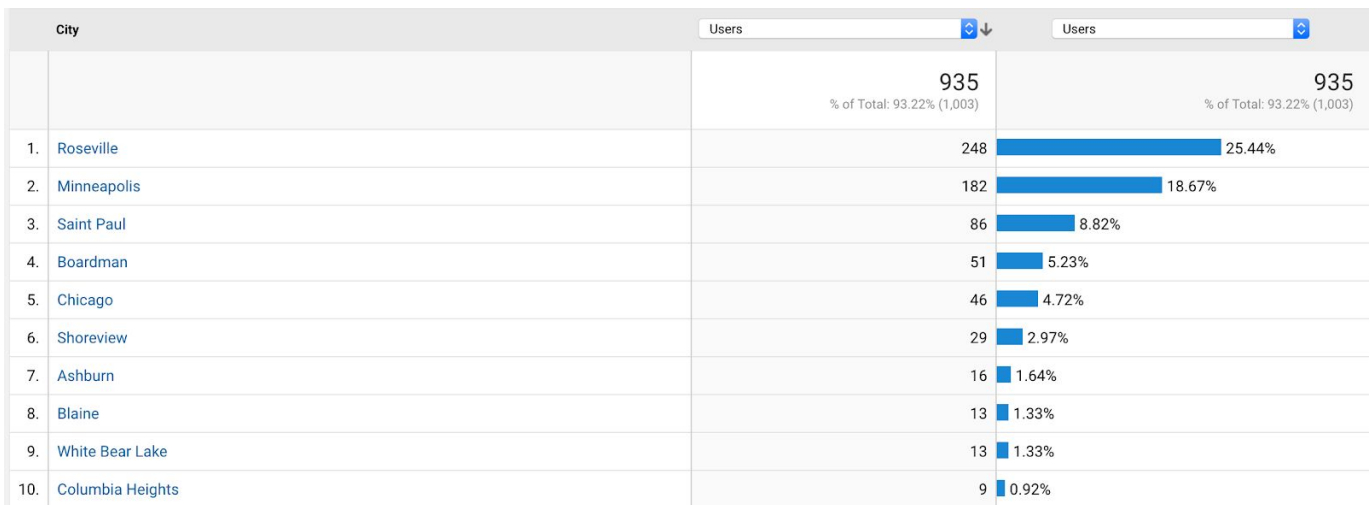 City Users Users
935 935
% of Total: 93.22% (1,003) % of Total: 93.22% (1,003)
1. Roseville 248 25.44%
2. Minneapolis 182 18.67%
3. Saint Paul 86 8.82%
4. Boardman 51 5.23%
5. Chicago 46 4.72%
6. Shoreview 29 2.97%
7. Ashburn 16 1.64%
8. Blaine 13 1.33%
9. White Bear Lake 13 1.33%
10. Columbia Heights 9 0.92%